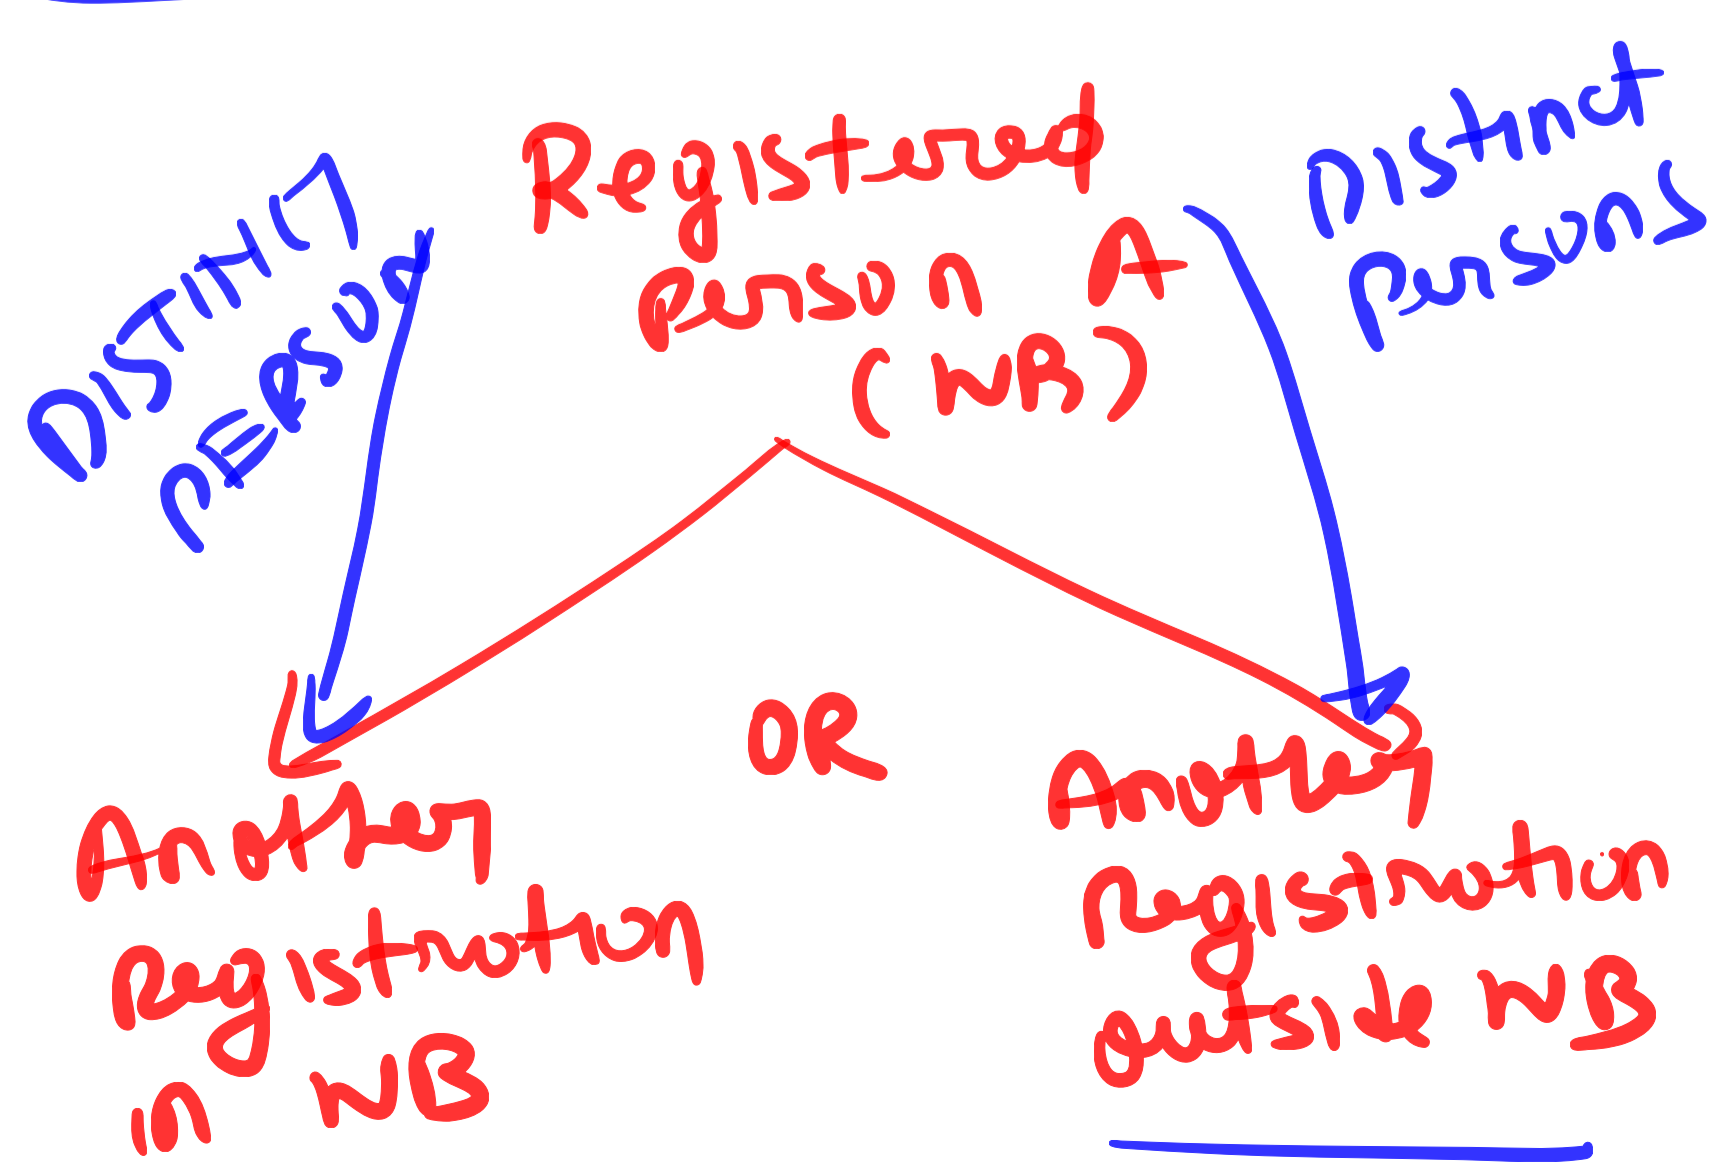 Registered
Person A
(WB)
DISTINCT
PERSON
Distinct
Persons
OR
Another
Registration
in WB
Another
Registration
outside WB